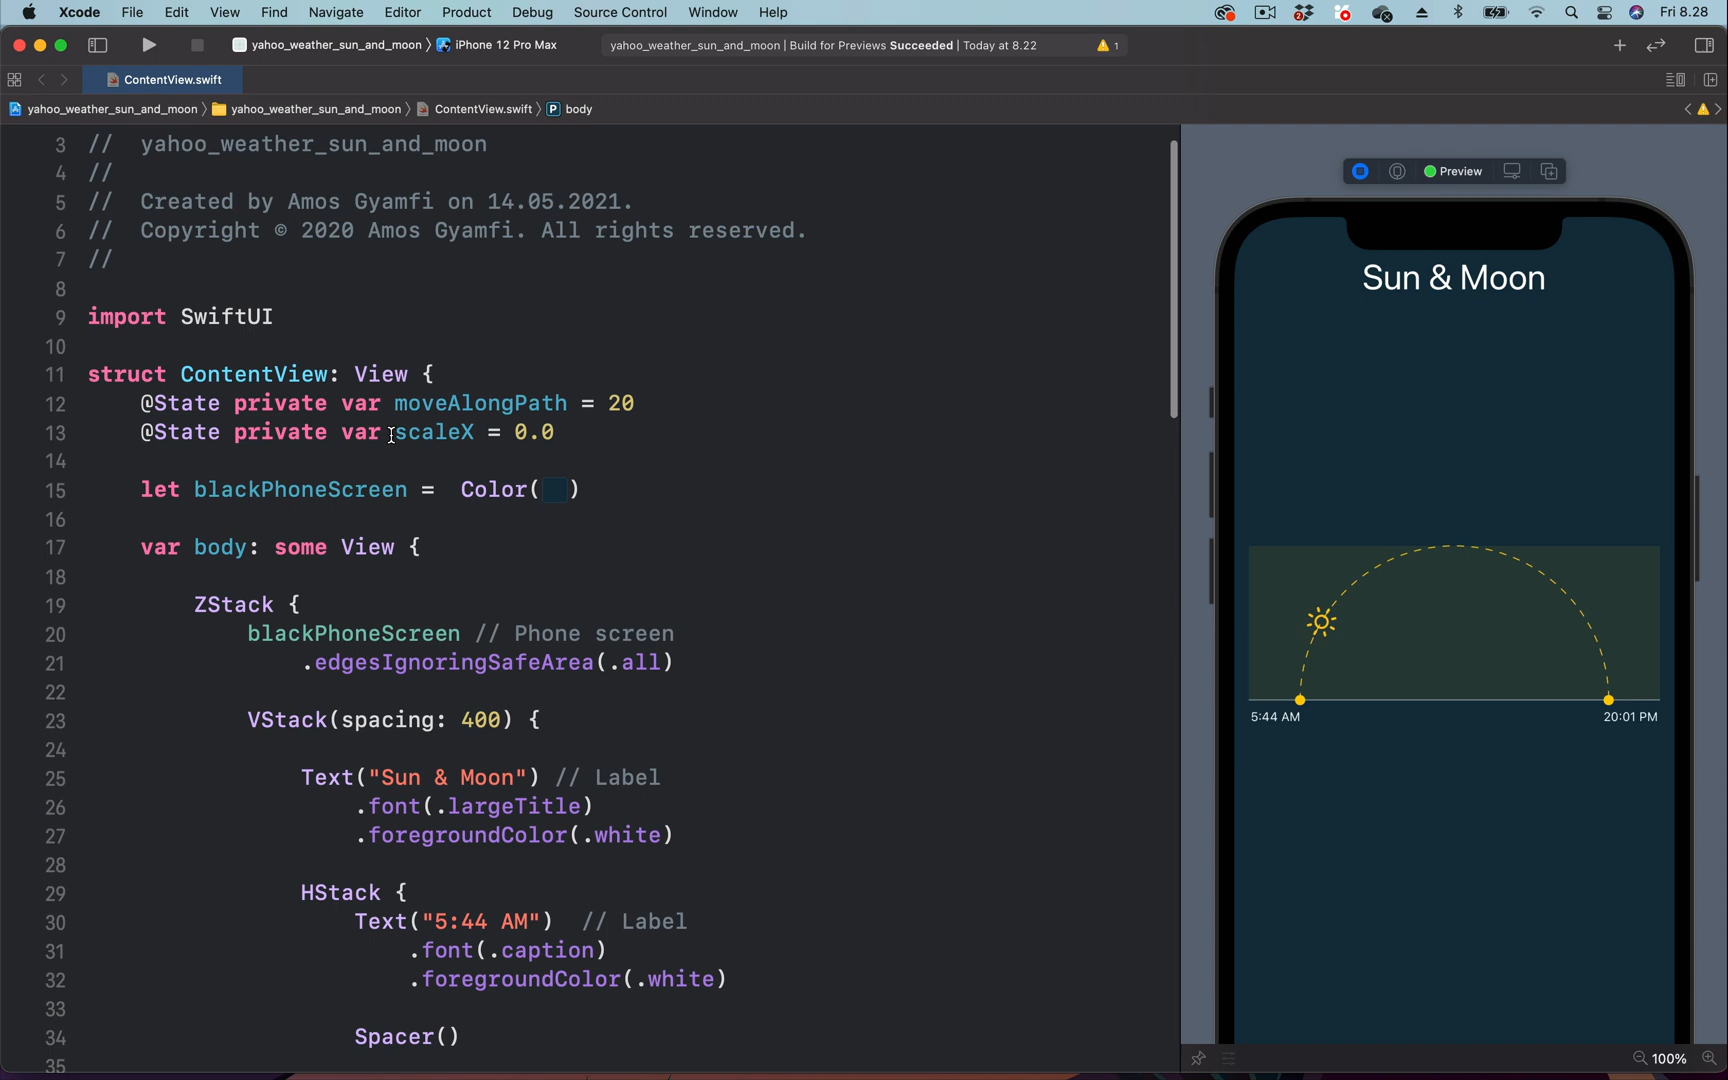 Xcode File Edit View Find Navigate Editor Product Debug Source Control Window Help 2 Fri 8.28
yahoo_weather_sun_and_moon iPhone 12 Pro Max yahoo_weather_sun_and_moon | Build for Previews Succeeded | Today at 8.22 1
ContentView.swift
yahoo_weather_sun_and_moon yahoo_weather_sun_and_moon ContentView.swift P body
3 // yahoo_weather_sun_and_moon
4 //
5 // Created by Amos Gyamfi on 14.05.2021.
6 // Copyright © 2020 Amos Gyamfi. All rights reserved.
7 //
8
9 import SwiftUI
10
11 struct ContentView: View {
12 @State private var moveAlongPath = 20
13 @State private var scaleX = 0.0
14
15 let blackPhoneScreen = Color( )
16
17 var body: some View {
18
19 ZStack {
20 blackPhoneScreen // Phone screen
21 .edgesIgnoringSafeArea(.all)
22
23 VStack(spacing: 400) {
24
25 Text("Sun & Moon") // Label
26 .font(.largeTitle)
27 .foregroundColor(.white)
28
29 HStack {
30 Text("5:44 AM") // Label
31 .font(.caption)
32 .foregroundColor(.white)
33
34 Spacer()
35
Preview
Sun & Moon
5:44 AM 20:01 PM
100%